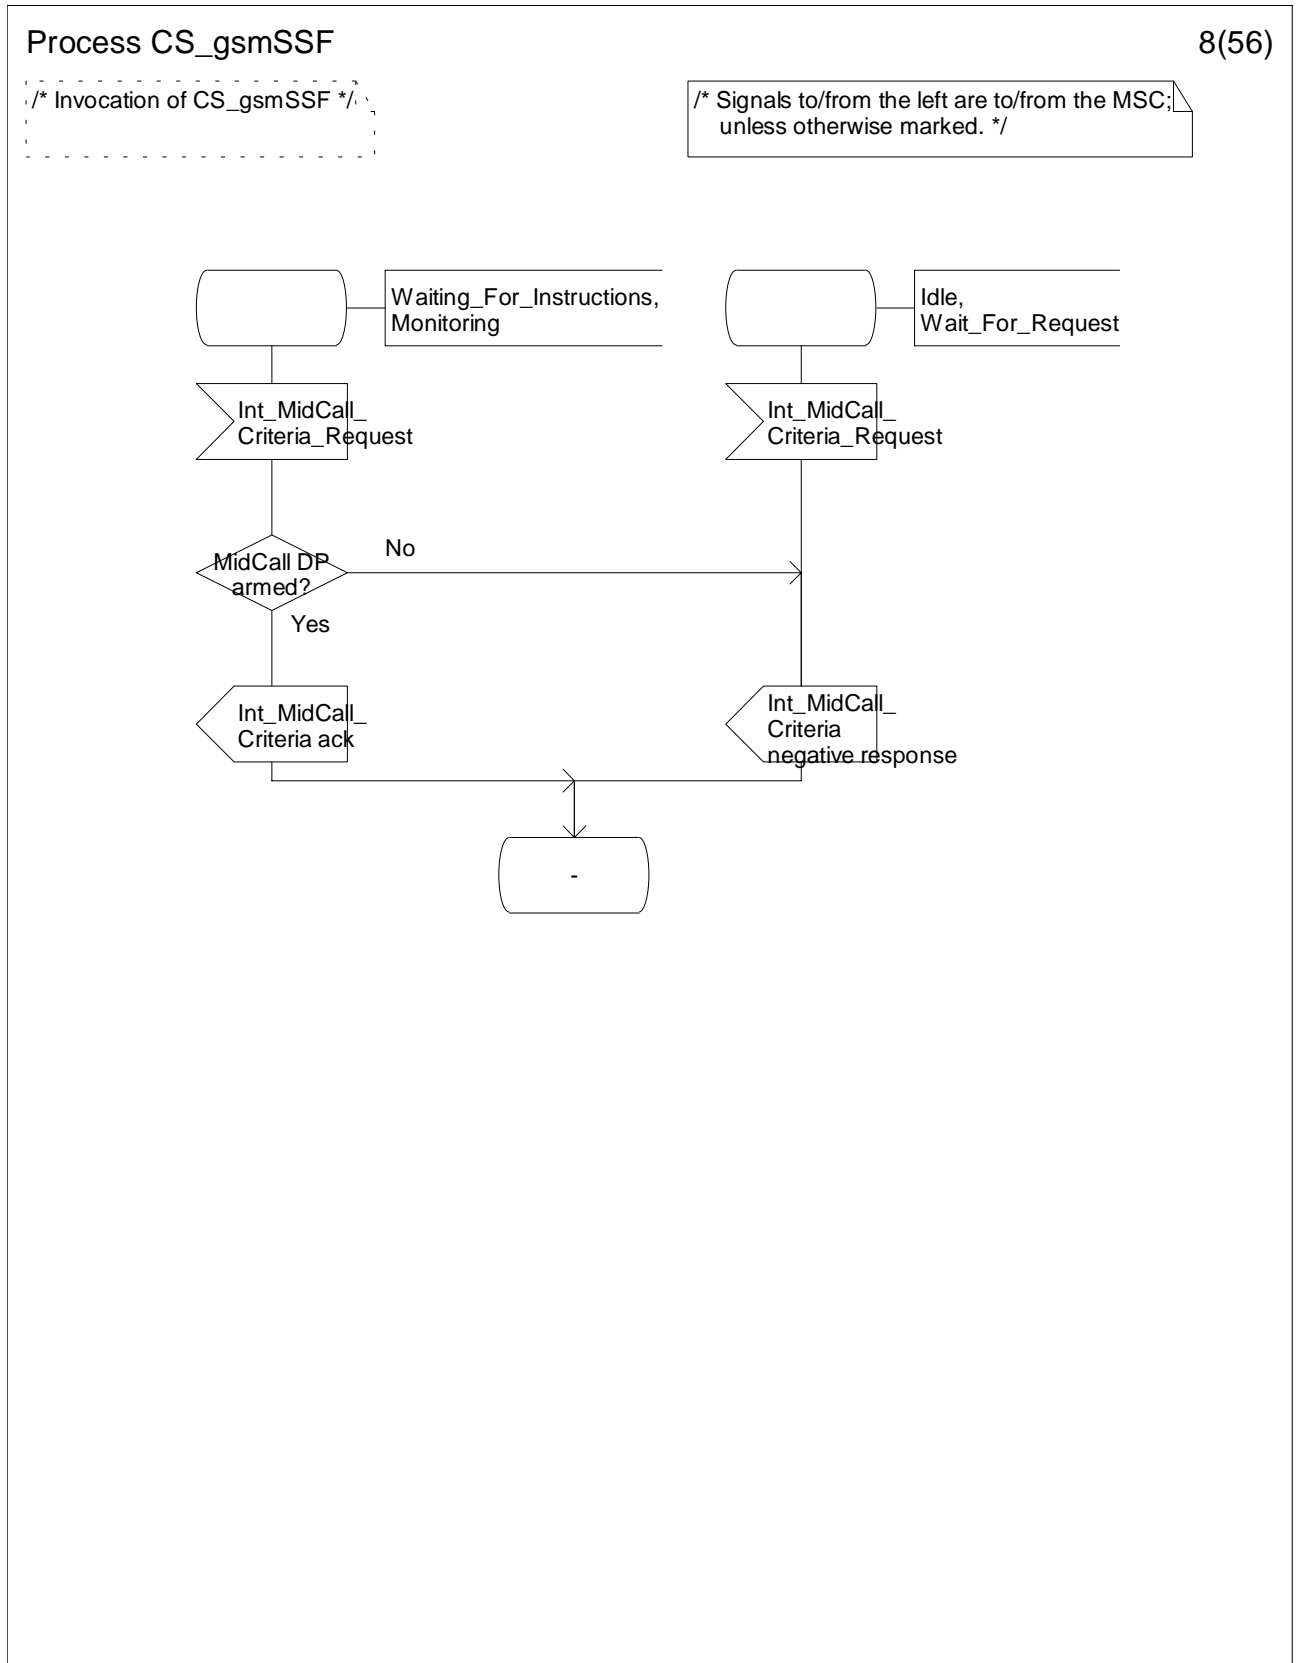 Process CS_gsmSSF
8(56)
/* Invocation of CS_gsmSSF */
/* Signals to/from the left are to/from the MSC;
unless otherwise marked. */
Waiting_For_Instructions,
Monitoring
Idle,
Wait_For_Request
Int_MidCall_
Criteria_Request
Int_MidCall_
Criteria_Request
MidCall DP
armed?
No
Yes
Int_MidCall_
Criteria ack
Int_MidCall_
Criteria
negative response
-